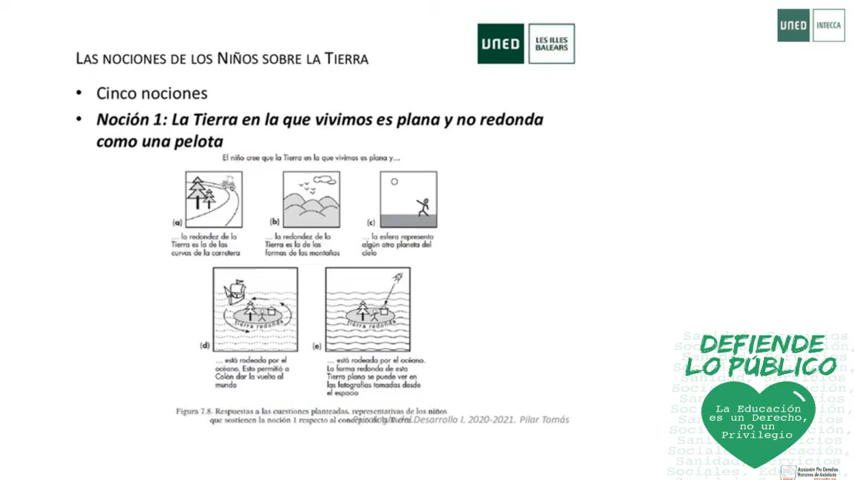 LAS NOCIONES DE LOS NIÑOS SOBRE LA TIERRA
UNED
LES ILLES
BALEARS
UNED
INTECCA
• Cinco nociones
• Noción 1: La Tierra en la que vivimos es plana y no redonda
como una pelota
El niño cree que la Tierra en la que vivimos es plana y...
(a)
... la redondez de la
Tierra es la de las
curvas de la carretera
(b)
... la redondez de la
Tierra es la de las
formas de las montañas
(c)
... la esfera representa
algún otro planeta del
cielo
Tierra redonda
(d)
... está rodeada por el
océano. Esto permitió a
Colón dar la vuelta al
mundo
Tierra redonda
(e)
... está rodeada por el océano.
La forma redonda de esta
Tierra plana se puede ver en
las fotografías tomadas desde
el espacio
Figura 7.8. Respuestas a las cuestiones planteadas, representativas de los niños
que sostienen la noción 1 respecto al
Desarrollo I, 2020-2021. Pilar Tomás
DEFIENDE
LO PÚBLICO
La Educación
es un Derecho,
no un
Privilegio